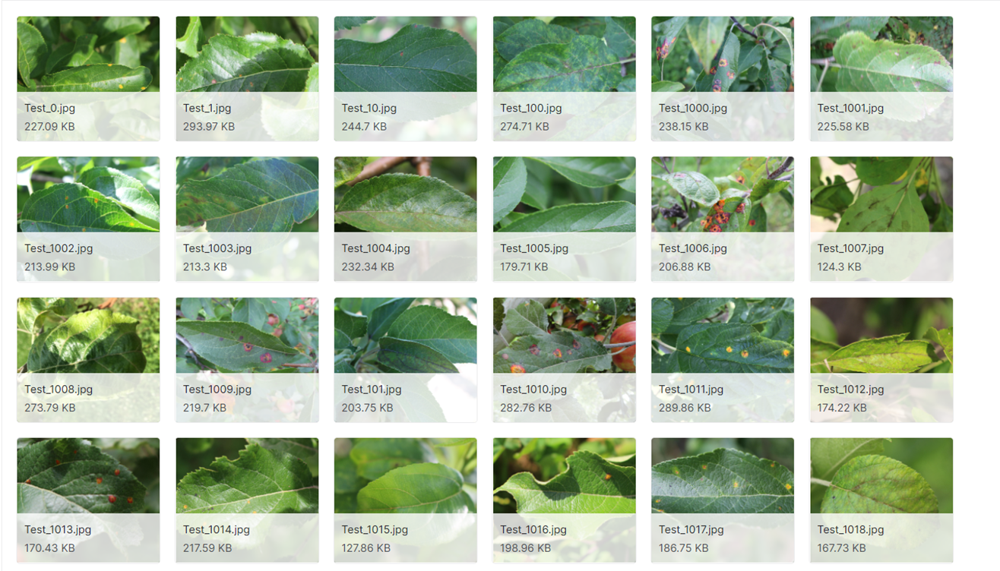 Test_0.jpg
227.09 KB
Test_1.jpg
293.97 KB
Test_10.jpg
244.7 KB
Test_100.jpg
274.71 KB
Test_1000.jpg
238.15 KB
Test_1001.jpg
225.58 KB
Test_1002.jpg
213.99 KB
Test_1003.jpg
213.3 KB
Test_1004.jpg
232.34 KB
Test_1005.jpg
179.71 KB
Test_1006.jpg
206.88 KB
Test_1007.jpg
124.3 KB
Test_1008.jpg
273.79 KB
Test_1009.jpg
219.7 KB
Test_101.jpg
203.75 KB
Test_1010.jpg
282.76 KB
Test_1011.jpg
289.86 KB
Test_1012.jpg
174.22 KB
Test_1013.jpg
170.43 KB
Test_1014.jpg
217.59 KB
Test_1015.jpg
127.86 KB
Test_1016.jpg
198.96 KB
Test_1017.jpg
186.75 KB
Test_1018.jpg
167.73 KB